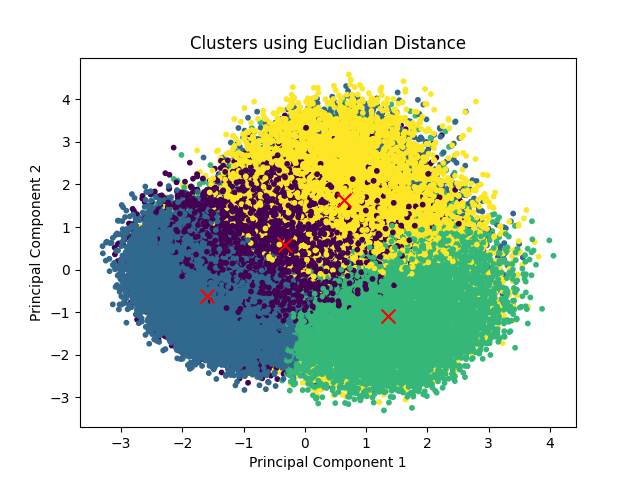 Clusters using Euclidian Distance
Principal Component 2
4
3
2
1
0
−1
−2
−3
−3 −2 −1 0 1 2 3 4
Principal Component 1